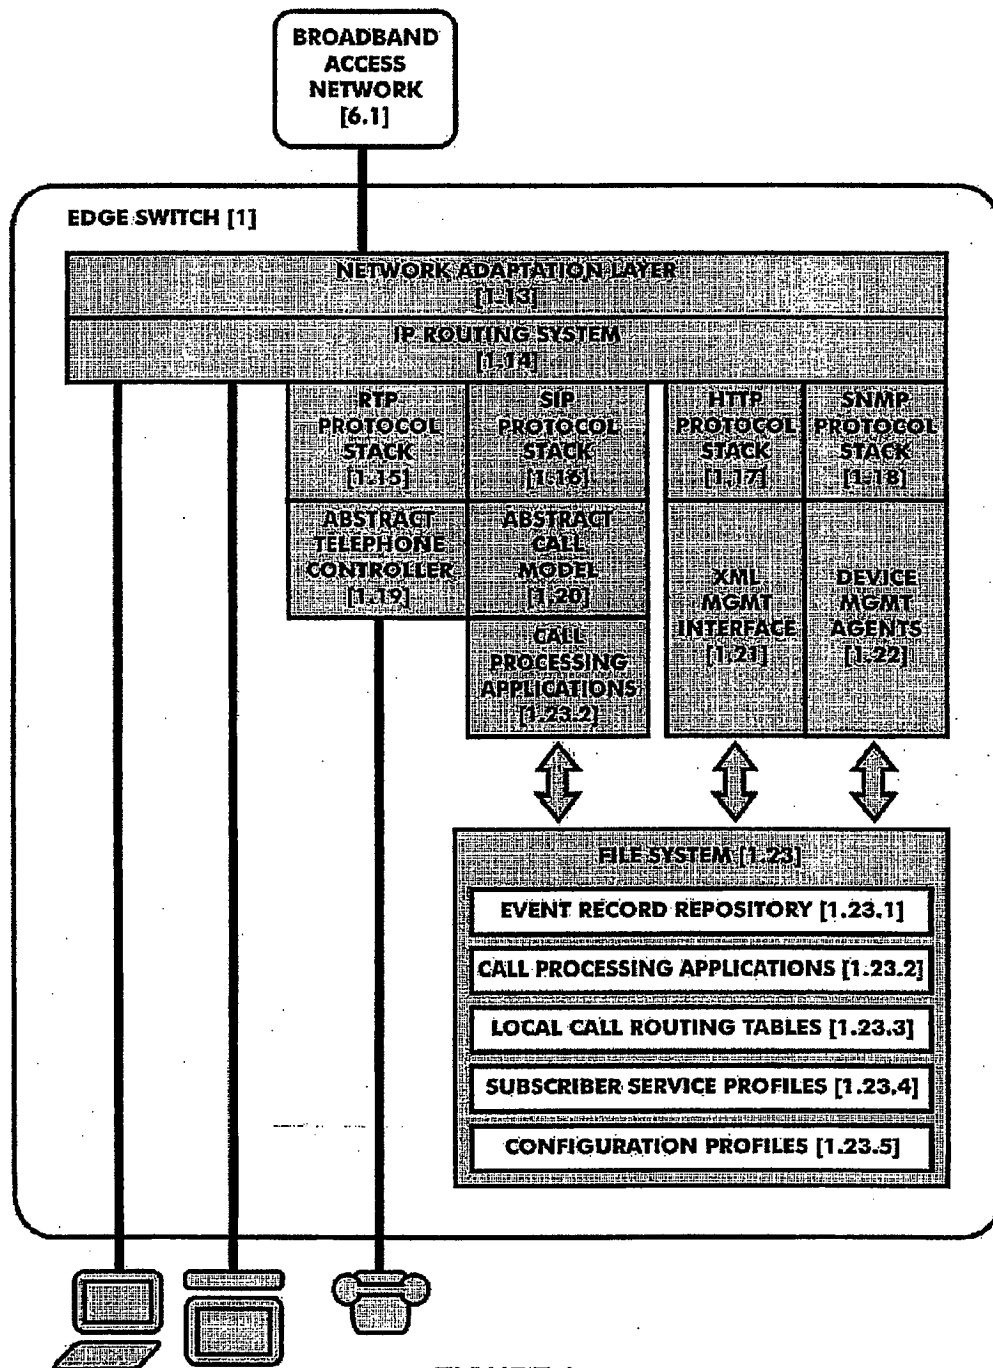 BROADBAND
ACCESS
NETWORK
[6.1]
EDGE SWITCH [1]
NETWORK ADAPTATION LAYER
[1.13]
IP ROUTING SYSTEM
[1.14]
RTP
PROTOCOL
STACK
[1.15]
SIP
PROTOCOL
STACK
[1.16]
HTTP
PROTOCOL
STACK
[1.17]
SNMP
PROTOCOL
STACK
[1.18]
ABSTRACT
TELEPHONE
CONTROLLER
[1.19]
ABSTRACT
CALL
MODEL
[1.20]
XML
MGMT
INTERFACE
[1.21]
DEVICE
MGMT
AGENTS
[1.22]
CALL
PROCESSING
APPLICATIONS
[1.23.2]
FILE SYSTEM [1.23]
EVENT RECORD REPOSITORY [1.23.1]
CALL PROCESSING APPLICATIONS [1.23.2]
LOCAL CALL ROUTING TABLES [1.23.3]
SUBSCRIBER SERVICE PROFILES [1.23.4]
CONFIGURATION PROFILES [1.23.5]